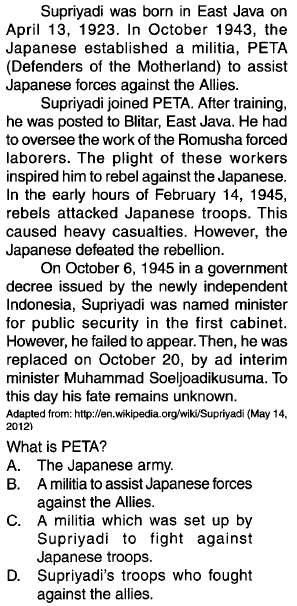 Supriyadi was born in East Java on
April 13, 1923. In October 1943, the
Japanese established a militia, PETA
(Defenders of the Motherland) to assist
Japanese forces against the Allies.
Supriyadi joined PETA. After training,
he was posted to Blitar, East Java. He had
to oversee the work of the Romusha forced
laborers. The plight of these workers
inspired him to rebel against the Japanese.
In the early hours of February 14, 1945,
rebels attacked Japanese troops. This
caused heavy casualties. However, the
Japanese defeated the rebellion.
On October 6, 1945 in a government
decree issued by the newly independent
Indonesia, Supriyadi was named minister
for public security in the first cabinet.
However, he failed to appear. Then, he was
replaced on October 20, by ad interim
minister Muhammad Soeljoadikusuma. To
this day his fate remains unknown.
Adapted from: http://en.wikipedia.org/wiki/Supriyadi (May 14,
2012)
What is PETA?
A. The Japanese army.
B. A militia to assist Japanese forces
against the Allies.
C. A militia which was set up by
Supriyadi to fight against
Japanese troops.
D. Supriyadi's troops who fought
against the allies.